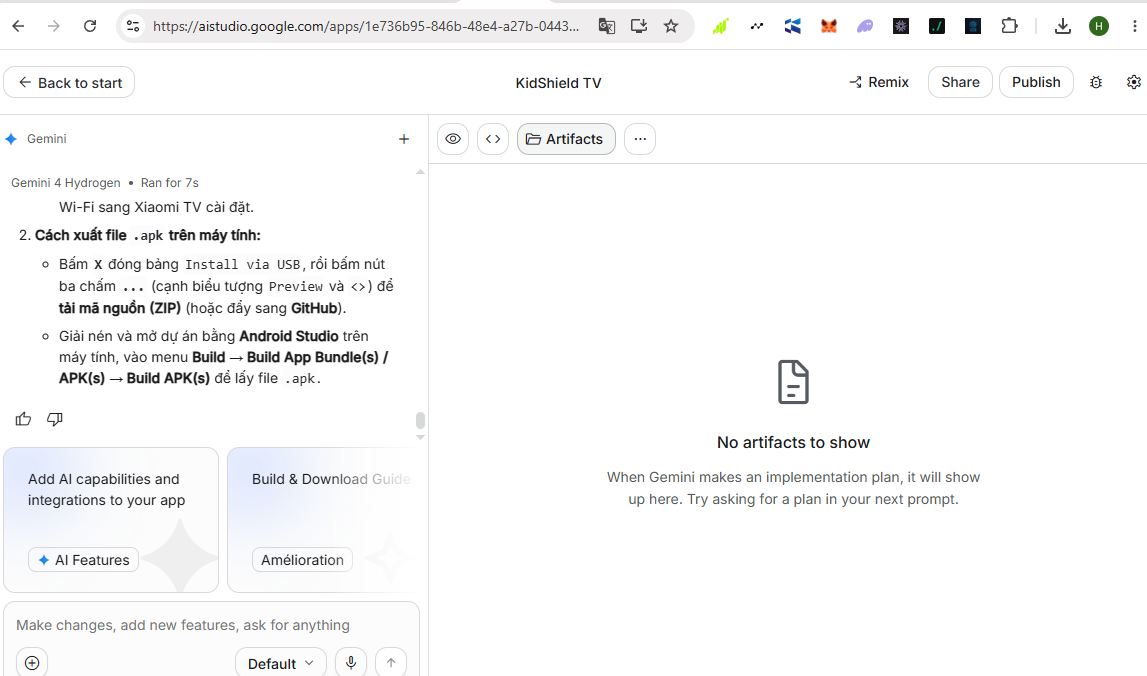 https://aistudio.google.com/apps/1e736b95-846b-48e4-a27b-0443...
H
Back to start
KidShield TV
Remix
Share
Publish
Gemini
Artifacts
Gemini 4 Hydrogen • Ran for 7s
Wi-Fi sang Xiaomi TV cài đặt.
2. Cách xuất file .apk trên máy tính:
Bấm X đóng bảng Install via USB, rồi bấm nút
ba chấm ... (cạnh biểu tượng Preview và <>) để
tải mã nguồn (ZIP) (hoặc đẩy sang GitHub).
Giải nén và mở dự án bằng Android Studio trên
máy tính, vào menu Build → Build App Bundle(s) /
APK(s) → Build APK(s) để lấy file .apk.
Add AI capabilities and
integrations to your app
AI Features
Build & Download Guide
Amélioration
Make changes, add new features, ask for anything
Default
No artifacts to show
When Gemini makes an implementation plan, it will show
up here. Try asking for a plan in your next prompt.